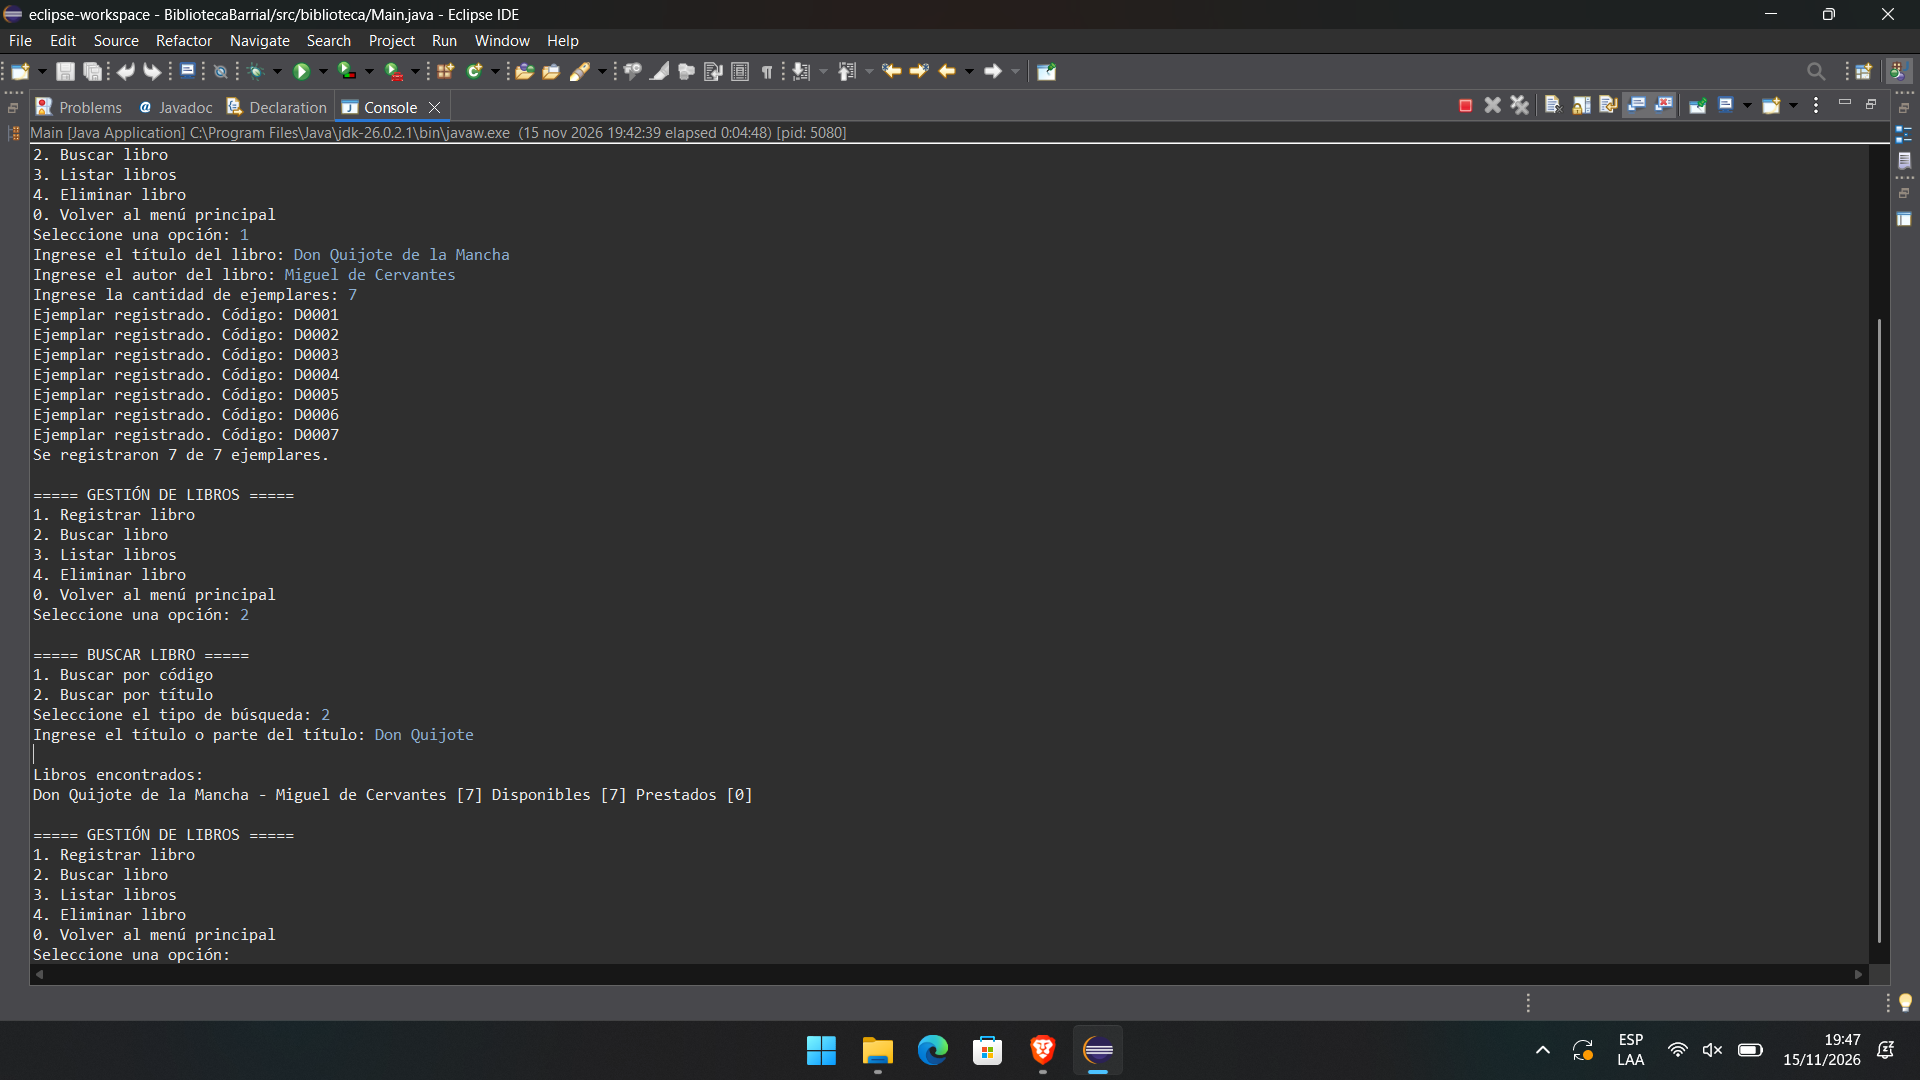 eclipse-workspace - BibliotecaBarrial/src/biblioteca/Main.java - Eclipse IDE
File Edit Source Refactor Navigate Search Project Run Window Help
Problems Javadoc Declaration Console
Main [Java Application] C:\Program Files\Java\jdk-26.0.2.1\bin\javaw.exe (15 nov 2026 19:42:39 elapsed 0:04:48) [pid: 5080]
2. Buscar libro
3. Listar libros
4. Eliminar libro
0. Volver al menú principal
Seleccione una opción: 1
Ingrese el título del libro: Don Quijote de la Mancha
Ingrese el autor del libro: Miguel de Cervantes
Ingrese la cantidad de ejemplares: 7
Ejemplar registrado. Código: D0001
Ejemplar registrado. Código: D0002
Ejemplar registrado. Código: D0003
Ejemplar registrado. Código: D0004
Ejemplar registrado. Código: D0005
Ejemplar registrado. Código: D0006
Ejemplar registrado. Código: D0007
Se registraron 7 de 7 ejemplares.
===== GESTIÓN DE LIBROS =====
1. Registrar libro
2. Buscar libro
3. Listar libros
4. Eliminar libro
0. Volver al menú principal
Seleccione una opción: 2
===== BUSCAR LIBRO =====
1. Buscar por código
2. Buscar por título
Seleccione el tipo de búsqueda: 2
Ingrese el título o parte del título: Don Quijote
Libros encontrados:
Don Quijote de la Mancha - Miguel de Cervantes [7] Disponibles [7] Prestados [0]
===== GESTIÓN DE LIBROS =====
1. Registrar libro
2. Buscar libro
3. Listar libros
4. Eliminar libro
0. Volver al menú principal
Seleccione una opción:
ESP
LAA
19:47
15/11/2026